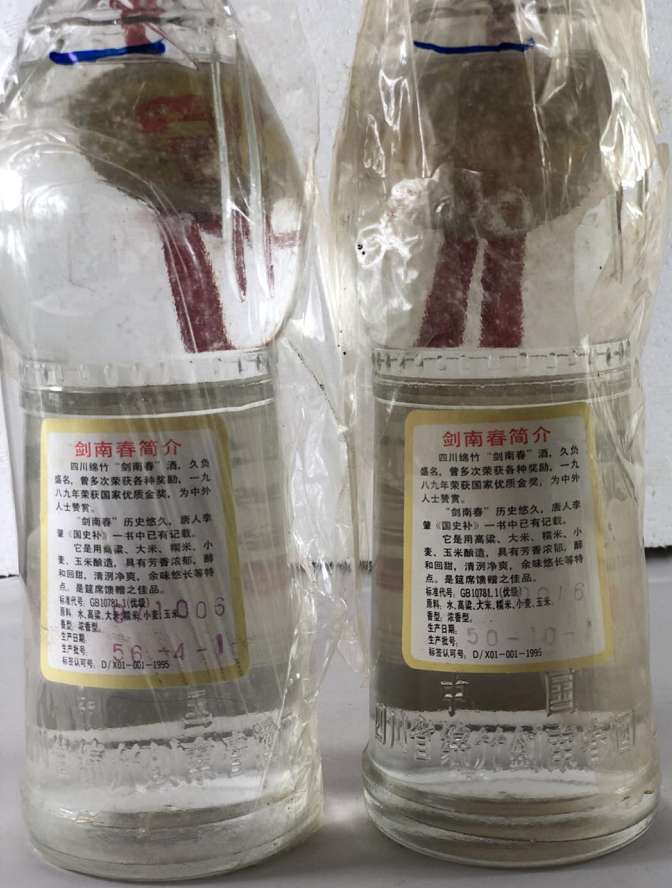 剑南春简介
四川绵竹“剑南春”酒，久负
盛名，曾多次荣获各种奖励，一九
八九年荣获国家优质金奖，为中外
人士赞赏。
“剑南春”历史悠久，唐人李
肇《国史补》一书中已有记载。
它是用高粱、大米、糯米、小
麦、玉米酿造，具有芳香浓郁，醇
和回甜，清洌净爽，余味悠长等特
点。是筵席馈赠之佳品。
标准代号：GB10781.1(优级)
原料：水,高粱,大米,糯米,小麦,玉米
香型：浓香型。
生产日期：
1006
生产批号：
56-4-1
标签认可号：D/X01-001-1995
中 国
剑南春简介
四川绵竹“剑南春”酒，久负
盛名，曾多次荣获各种奖励，一九
八九年荣获国家优质金奖，为中外
人士赞赏。
“剑南春”历史悠久，唐人李
肇《国史补》一书中已有记载。
它是用高粱、大米、糯米、小
麦、玉米酿造，具有芳香浓郁，醇
和回甜，清洌净爽，余味悠长等特
点。是筵席馈赠之佳品。
标准代号：GB10781.1(优级)
原料：水,高粱,大米,糯米,小麦,玉米
香型：浓香型。
生产日期：
生产批号：
50-10-
标签认可号：D/X01-001-1995
中 国
四川省绵竹剑南春酒